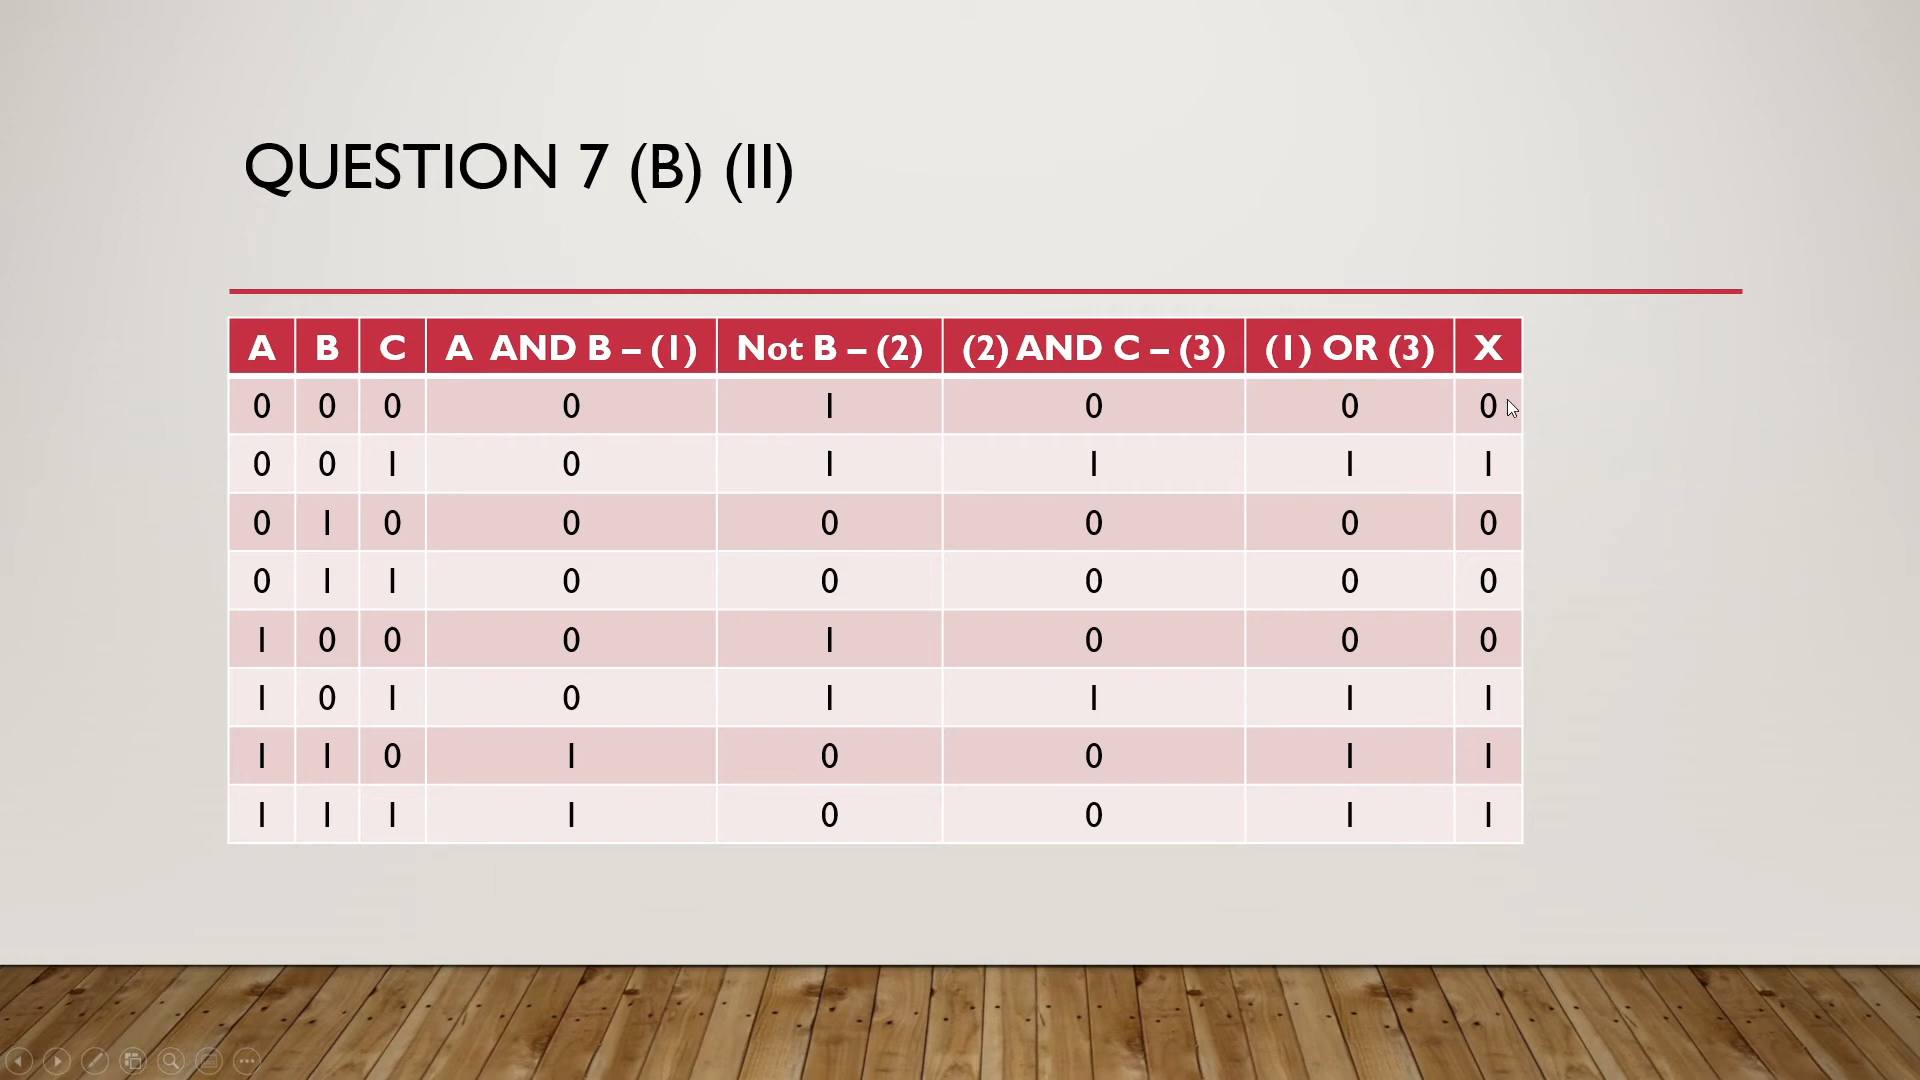 QUESTION 7 (B) (II)
A B C A AND B – (1) Not B – (2) (2) AND C – (3) (1) OR (3) X
0 0 0 0 1 0 0 0
0 0 1 0 1 1 1 1
0 1 0 0 0 0 0 0
0 1 1 0 0 0 0 0
1 0 0 0 1 0 0 0
1 0 1 0 1 1 1 1
1 1 0 1 0 0 1 1
1 1 1 1 0 0 1 1